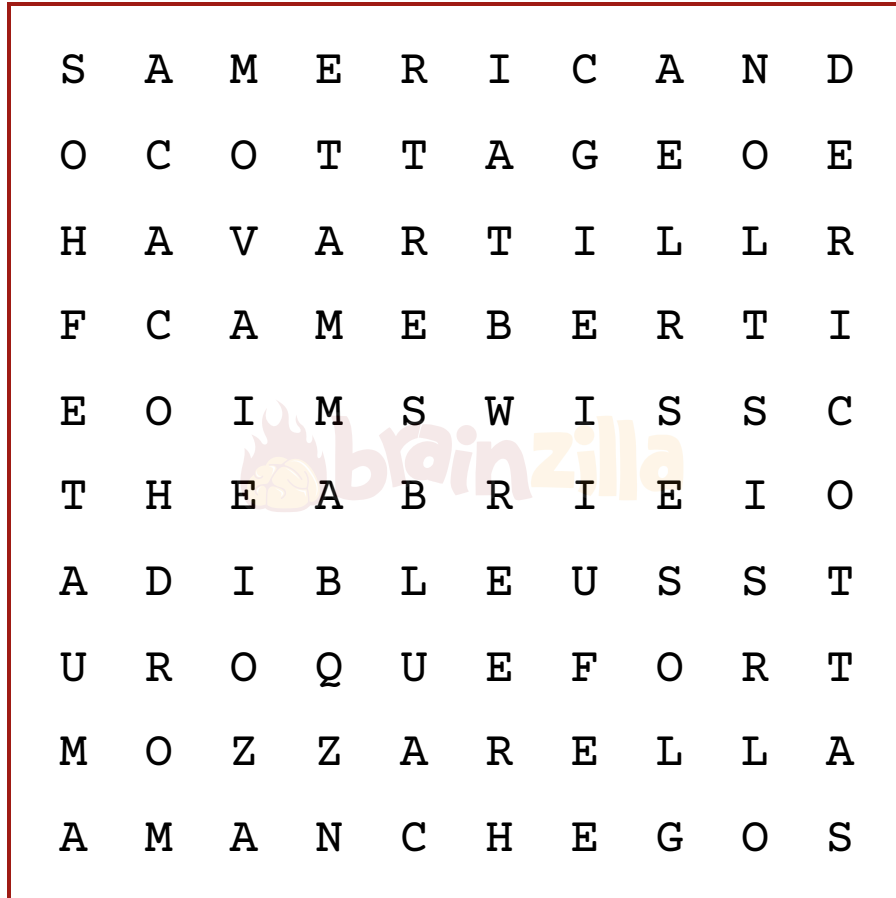 S A M E R I C A N D
O C O T T A G E O E
H A V A R T I L L R
F C A M E B E R T I
E O I M S W I S S C
brainzilla
T H E A B R I E I O
A D I B L E U S S T
U R O Q U E F O R T
M O Z Z A R E L L A
A M A N C H E G O S